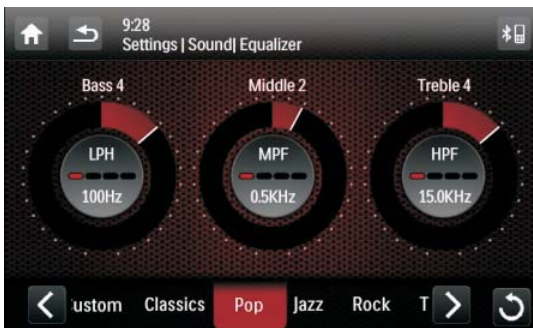 9:28
Settings | Sound| Equalizer
Bass 4
Middle 2
Treble 4
LPH
100Hz
MPF
0.5KHz
HPF
15.0KHz
ustom Classics Pop Jazz Rock T